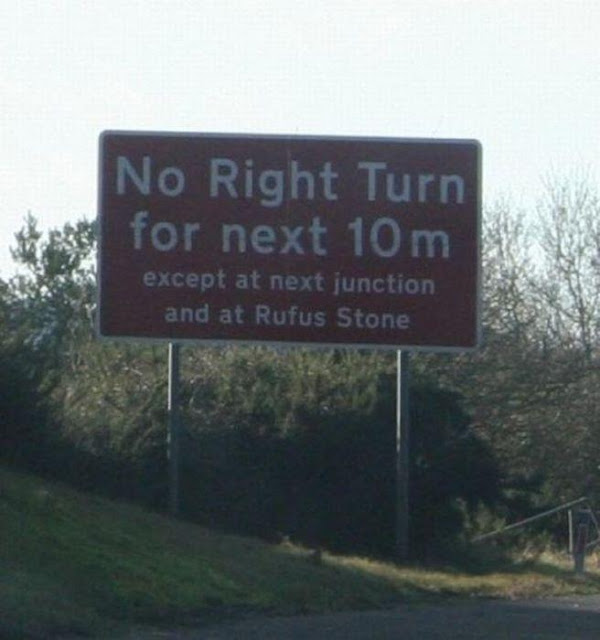 No Right Turn
for next 10m
except at next junction
and at Rufus Stone